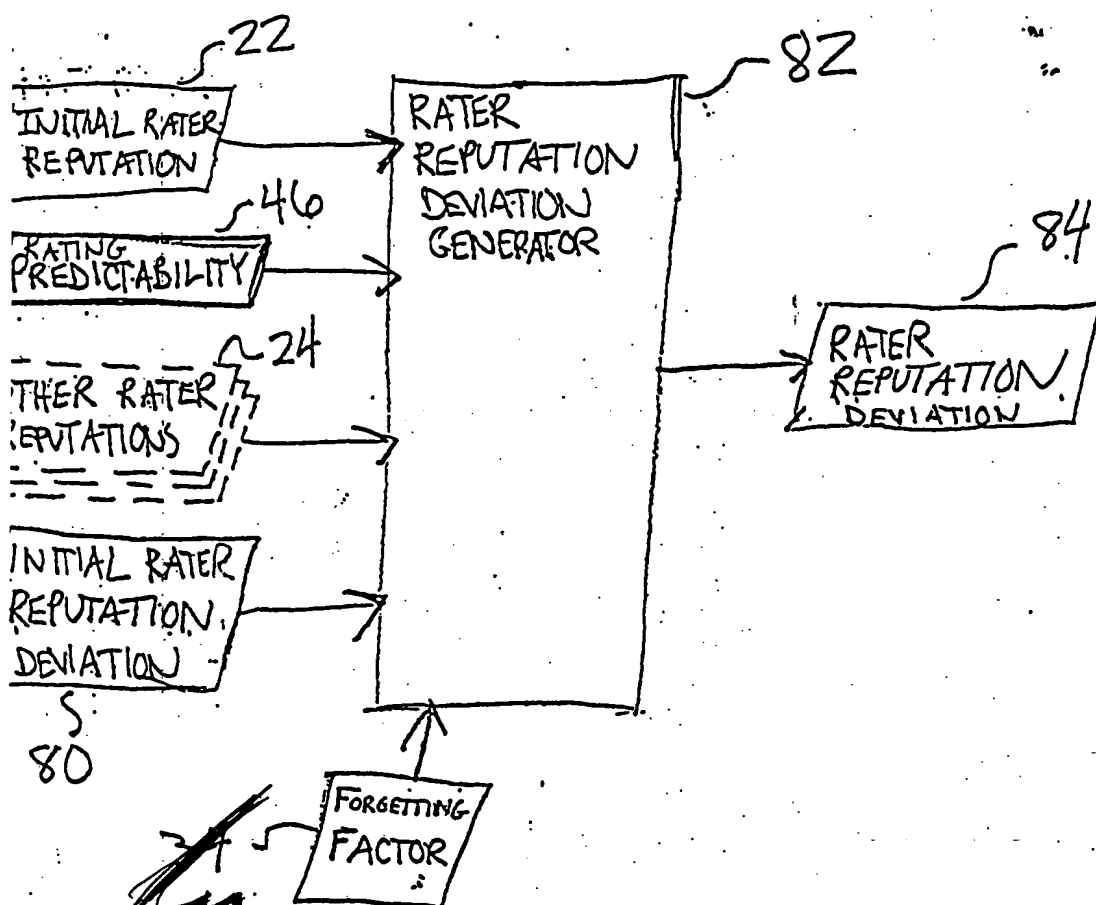 22
INITIAL RATER
REPUTATION
46
RATING
PREDICTABILITY
24
THER RATER
EPUTATIONS
INITIAL RATER
REPUTATION
DEVIATION
80
RATER
REPUTATION
DEVIATION
GENERATOR
82
84
RATER
REPUTATION
DEVIATION
FORGETTING
FACTOR